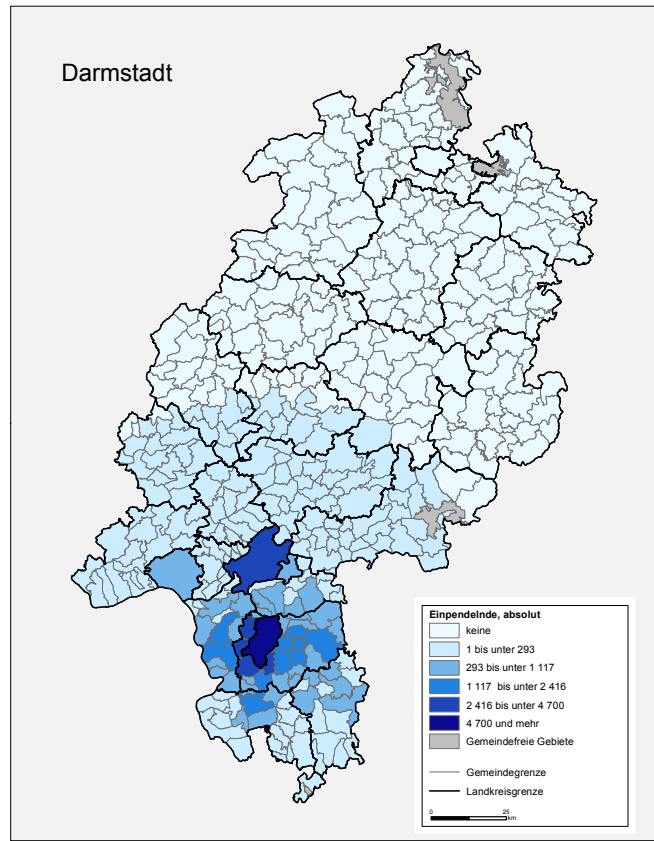 Darmstadt
Einpendelnde, absolut
keine
1 bis unter 293
293 bis unter 1 117
1 117 bis unter 2 416
2 416 bis unter 4 700
4 700 und mehr
Gemeindefreie Gebiete
Gemeindegrenze
Landkreisgrenze
0 25
km